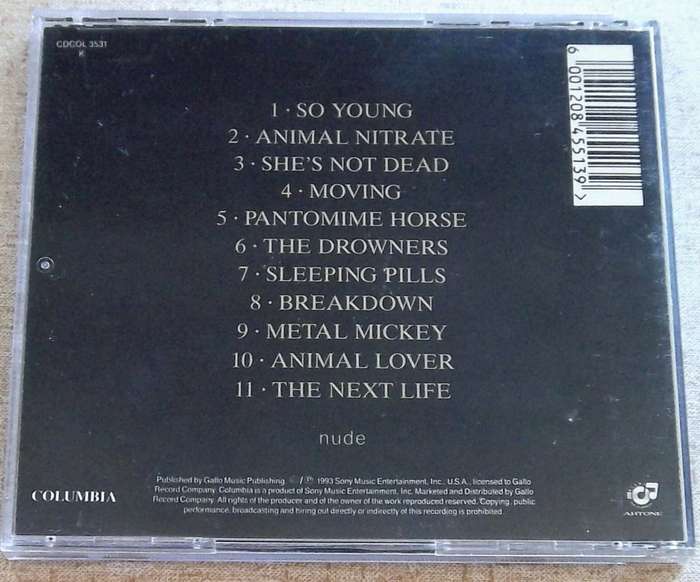 CDCOL 3531
K
6 001208 455139 >
1 · SO YOUNG
2 · ANIMAL NITRATE
3 · SHE'S NOT DEAD
4 · MOVING
5 · PANTOMIME HORSE
6 · THE DROWNERS
7 · SLEEPING PILLS
8 · BREAKDOWN
9 · METAL MICKEY
10 · ANIMAL LOVER
11 · THE NEXT LIFE
nude
Published by Gallo Music Publishing. © / ℗ 1993 Sony Music Entertainment, Inc., U.S.A., licensed to Gallo
Record Company. Columbia is a product of Sony Music Entertainment, Inc. Marketed and Distributed by Gallo
Record Company. All rights of the producer and of the owner of the work reproduced reserved. Copying, public
performance, broadcasting and hiring out directly or indirectly of this recording is prohibited.
COLUMBIA
ARTONE